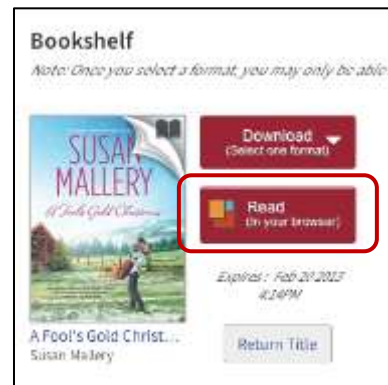 Bookshelf
Note: Once you select a format, you may only be able
SUSAN
MALLERY
A Fool's Gold Christmas
Download
(Select one format)
Read
(In your browser)
Expires : Feb 20 2013
4:14PM
A Fool's Gold Christ...
Susan Mallery
Return Title